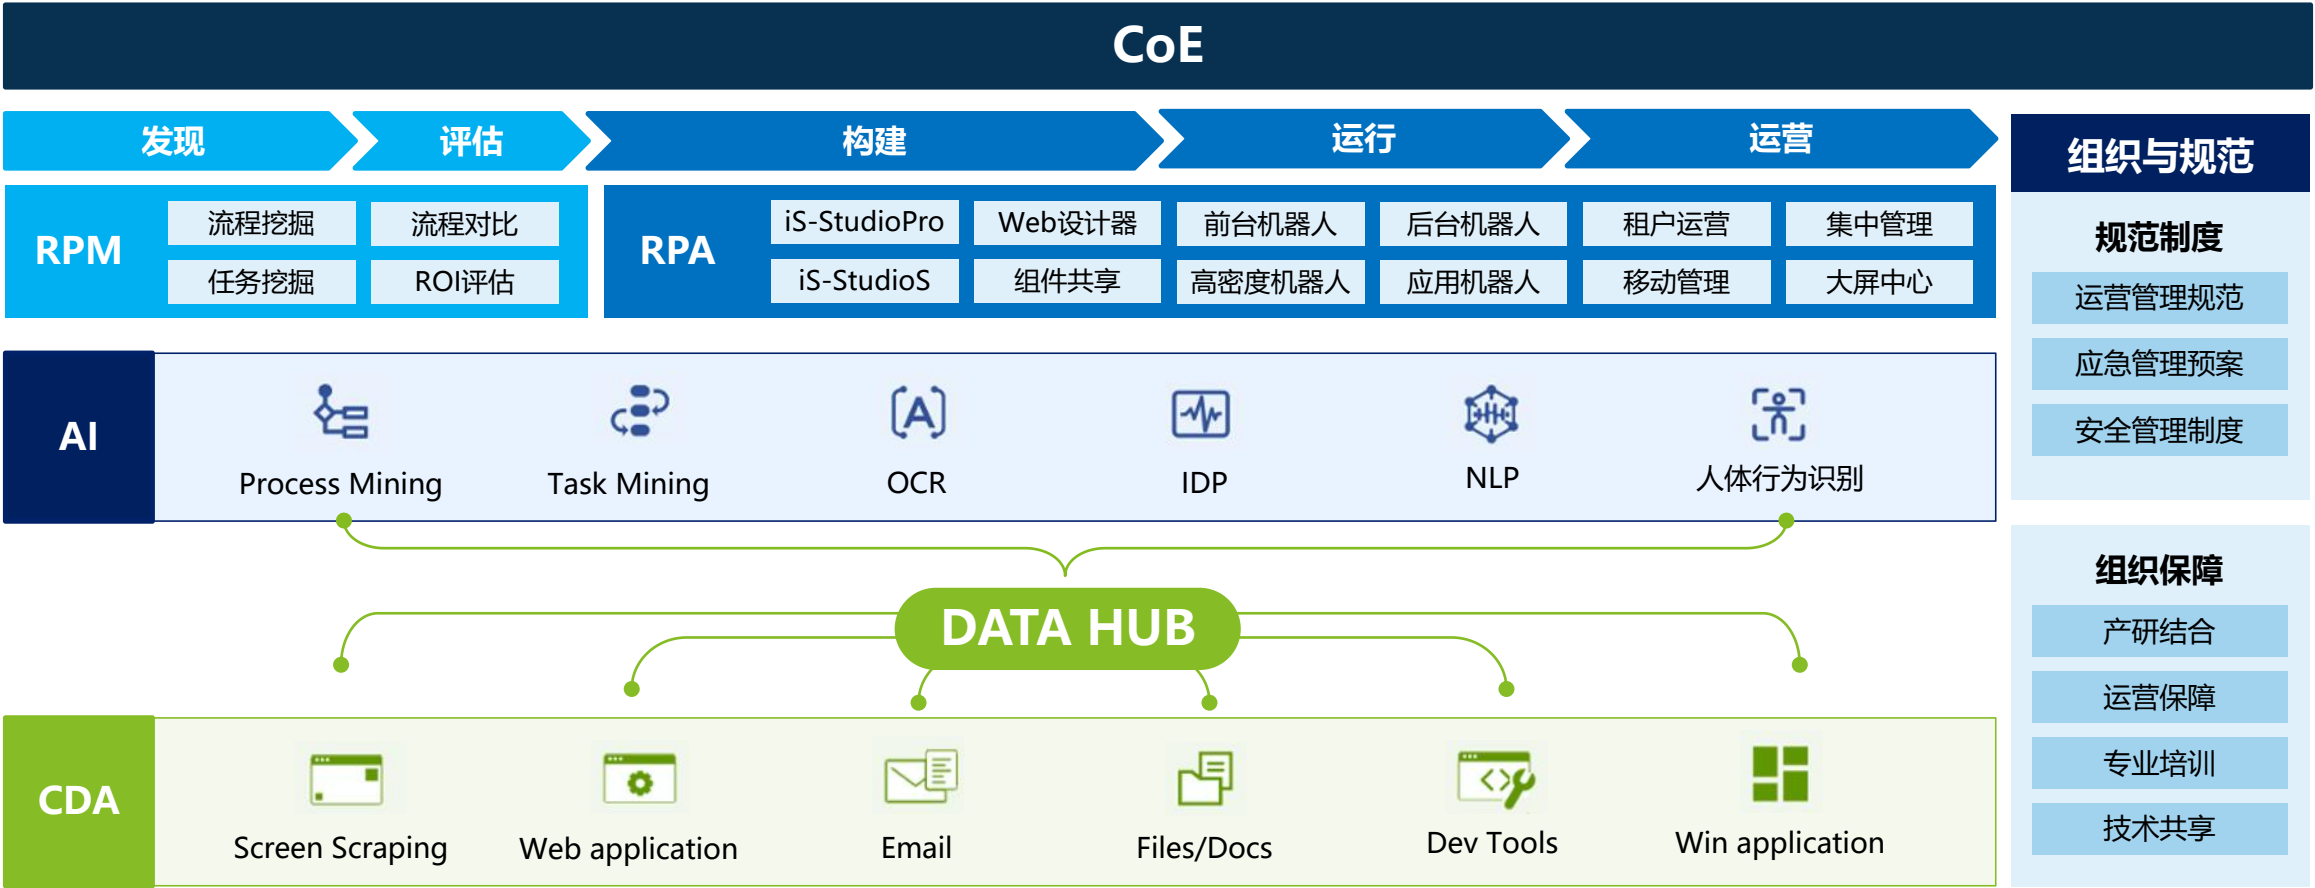 CoE
发现
评估
构建
运行
运营
RPM
流程挖掘
流程对比
任务挖掘
ROI评估
RPA
iS-StudioPro
Web设计器
前台机器人
后台机器人
租户运营
集中管理
iS-StudioS
组件共享
高密度机器人
应用机器人
移动管理
大屏中心
AI
Process Mining
Task Mining
OCR
IDP
NLP
人体行为识别
DATA HUB
CDA
Screen Scraping
Web application
Email
Files/Docs
Dev Tools
Win application
组织与规范
规范制度
运营管理规范
应急管理预案
安全管理制度
组织保障
产研结合
运营保障
专业培训
技术共享